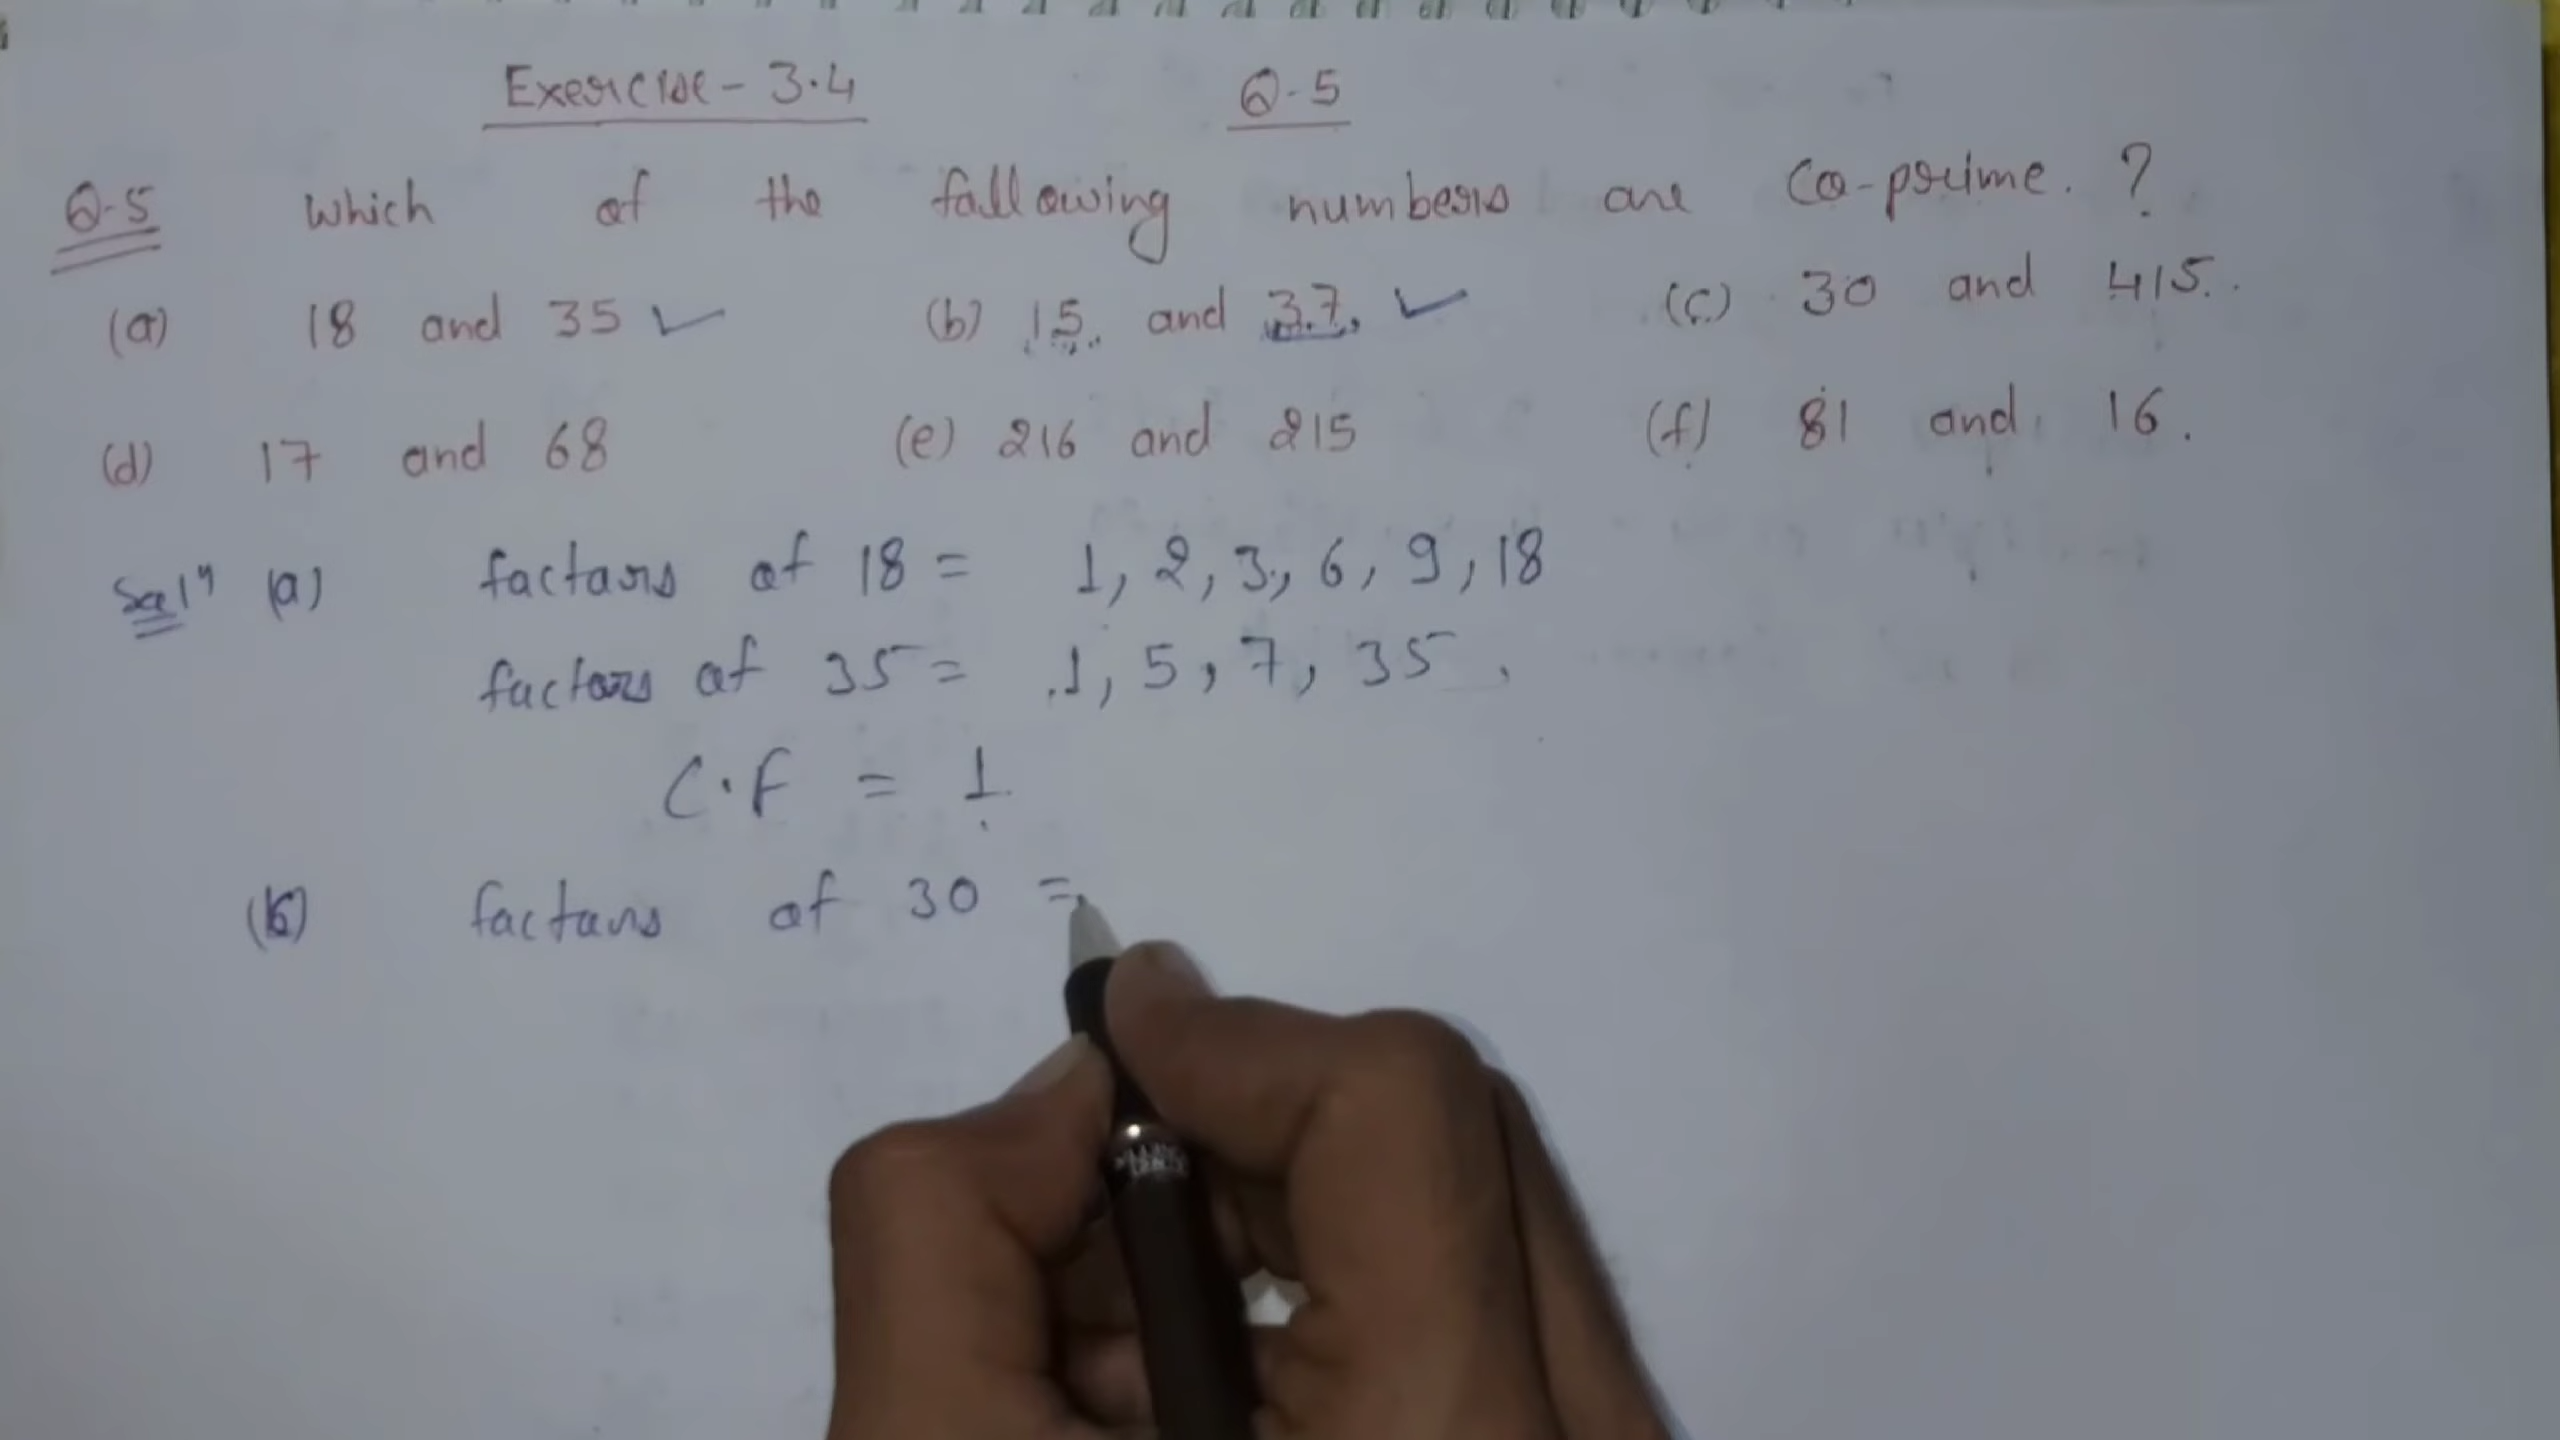 Exercise - 3.4 Q-5
Q-5 Which of the following numbers are Co-prime. ?
(a) 18 and 35 ✓ (b) 15 and 37 ✓ (c) 30 and 415.
(d) 17 and 68 (e) 216 and 215 (f) 81 and 16.
Solⁿ (a) factors of 18 = 1, 2, 3, 6, 9, 18
factors of 35 = 1, 5, 7, 35.
C.F = 1
factors of 30 =